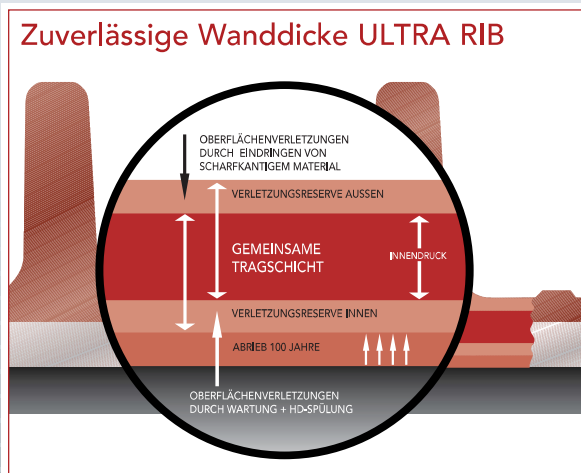 Zuverlässige Wanddicke ULTRA RIB
OBERFLÄCHENVERLETZUNGEN
DURCH EINDRINGEN VON
SCHARFKANTIGEM MATERIAL
VERLETZUNGSRESERVE AUSSEN
GEMEINSAME
TRAGSCHICHT
INNENDRUCK
VERLETZUNGSRESERVE INNEN
ABRIEB 100 JAHRE
OBERFLÄCHENVERLETZUNGEN
DURCH WARTUNG + HD-SPÜLUNG